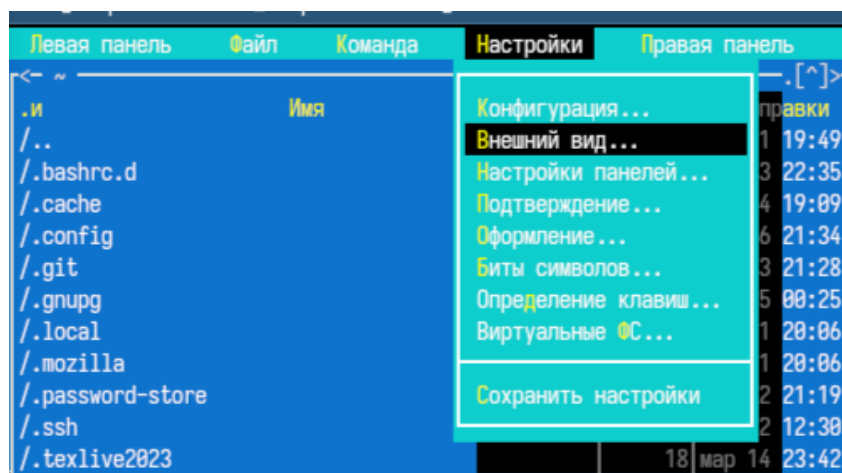 Левая панель Файл Команда Настройки Правая панель
<- ~ .[^]>
.и Имя правки
Конфигурация...
/.. Внешний вид... 1 19:49
/.bashrc.d Настройки панелей... 3 22:35
/.cache Подтверждение... 4 19:09
/.config Оформление... 6 21:34
/.git Биты символов... 3 21:28
/.gnupg Определение клавиш... 5 00:25
/.local Виртуальные ФС... 1 20:06
/.mozilla 1 20:06
/.password-store Сохранить настройки 2 21:19
/.ssh 2 12:30
/.texlive2023 18 мар 14 23:42